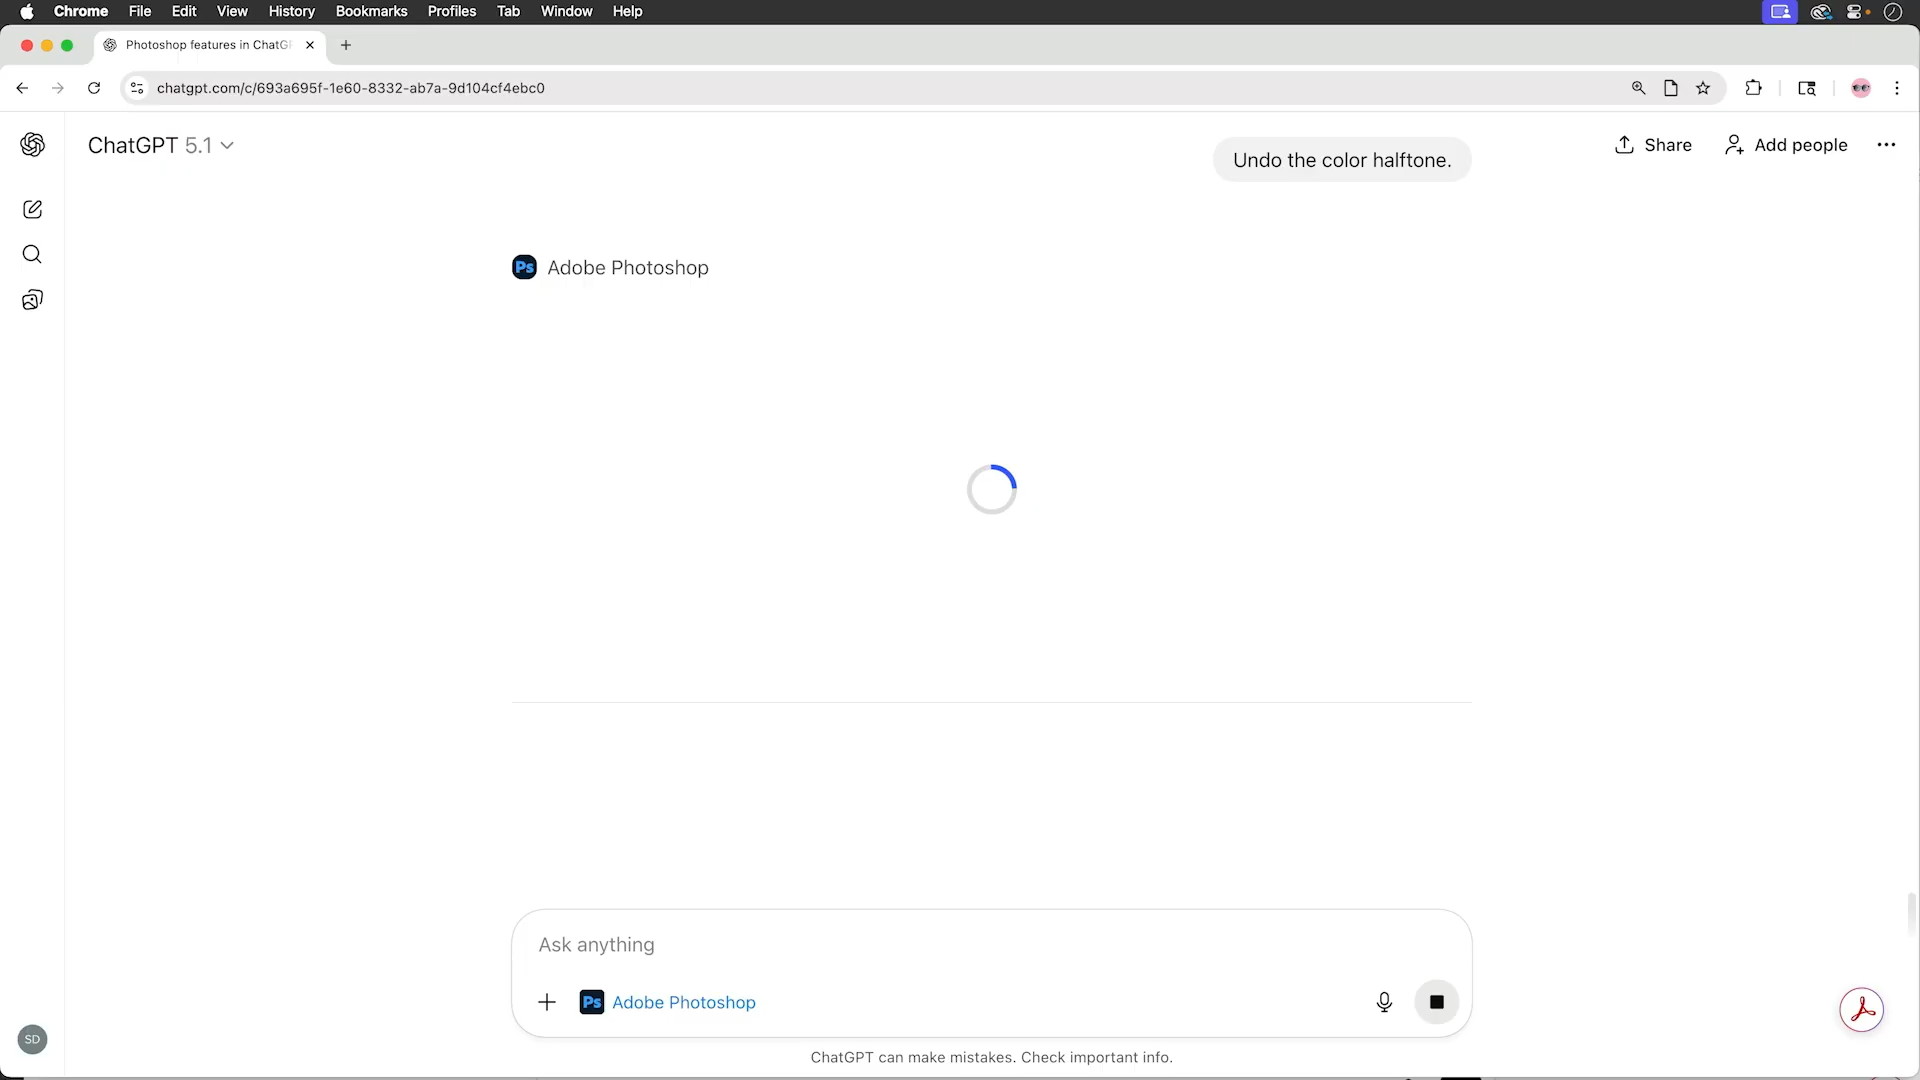 Chrome File Edit View History Bookmarks Profiles Tab Window Help
Photoshop features in ChatG
chatgpt.com/c/693a695f-1e60-8332-ab7a-9d104cf4ebc0
ChatGPT 5.1
Undo the color halftone.
Share
Add people
Ps Adobe Photoshop
Ask anything
Ps Adobe Photoshop
SD
ChatGPT can make mistakes. Check important info.